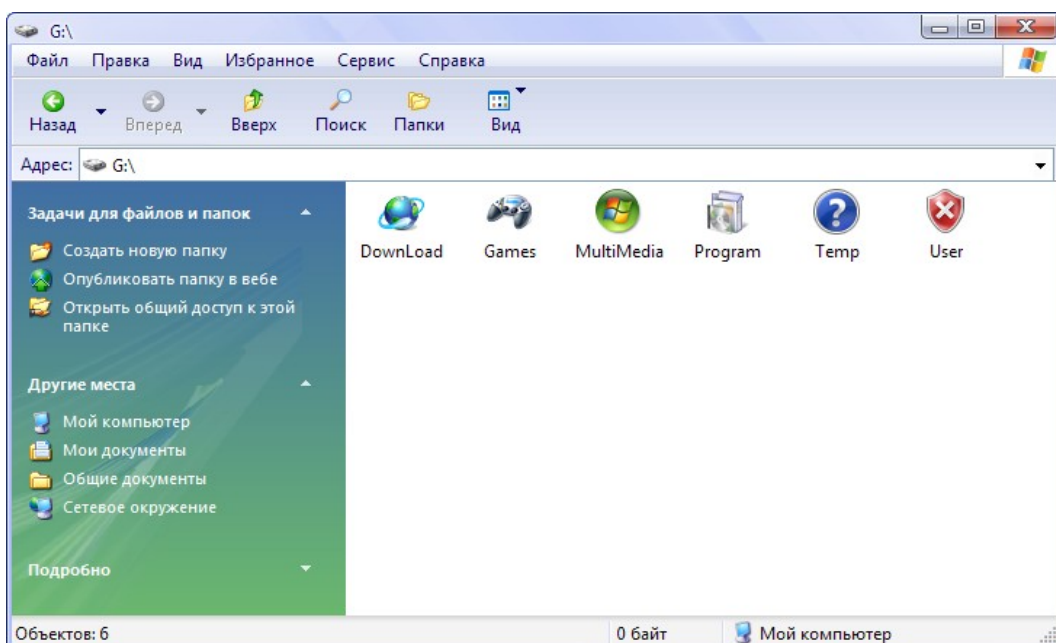 G:\
Файл Правка Вид Избранное Сервис Справка
Назад Вперед Вверх Поиск Папки Вид
Адрес: G:\
Задачи для файлов и папок
Создать новую папку
Опубликовать папку в вебе
Открыть общий доступ к этой
папке
Другие места
Мой компьютер
Мои документы
Общие документы
Сетевое окружение
Подробно
DownLoad Games MultiMedia Program Temp User
Объектов: 6 0 байт Мой компьютер